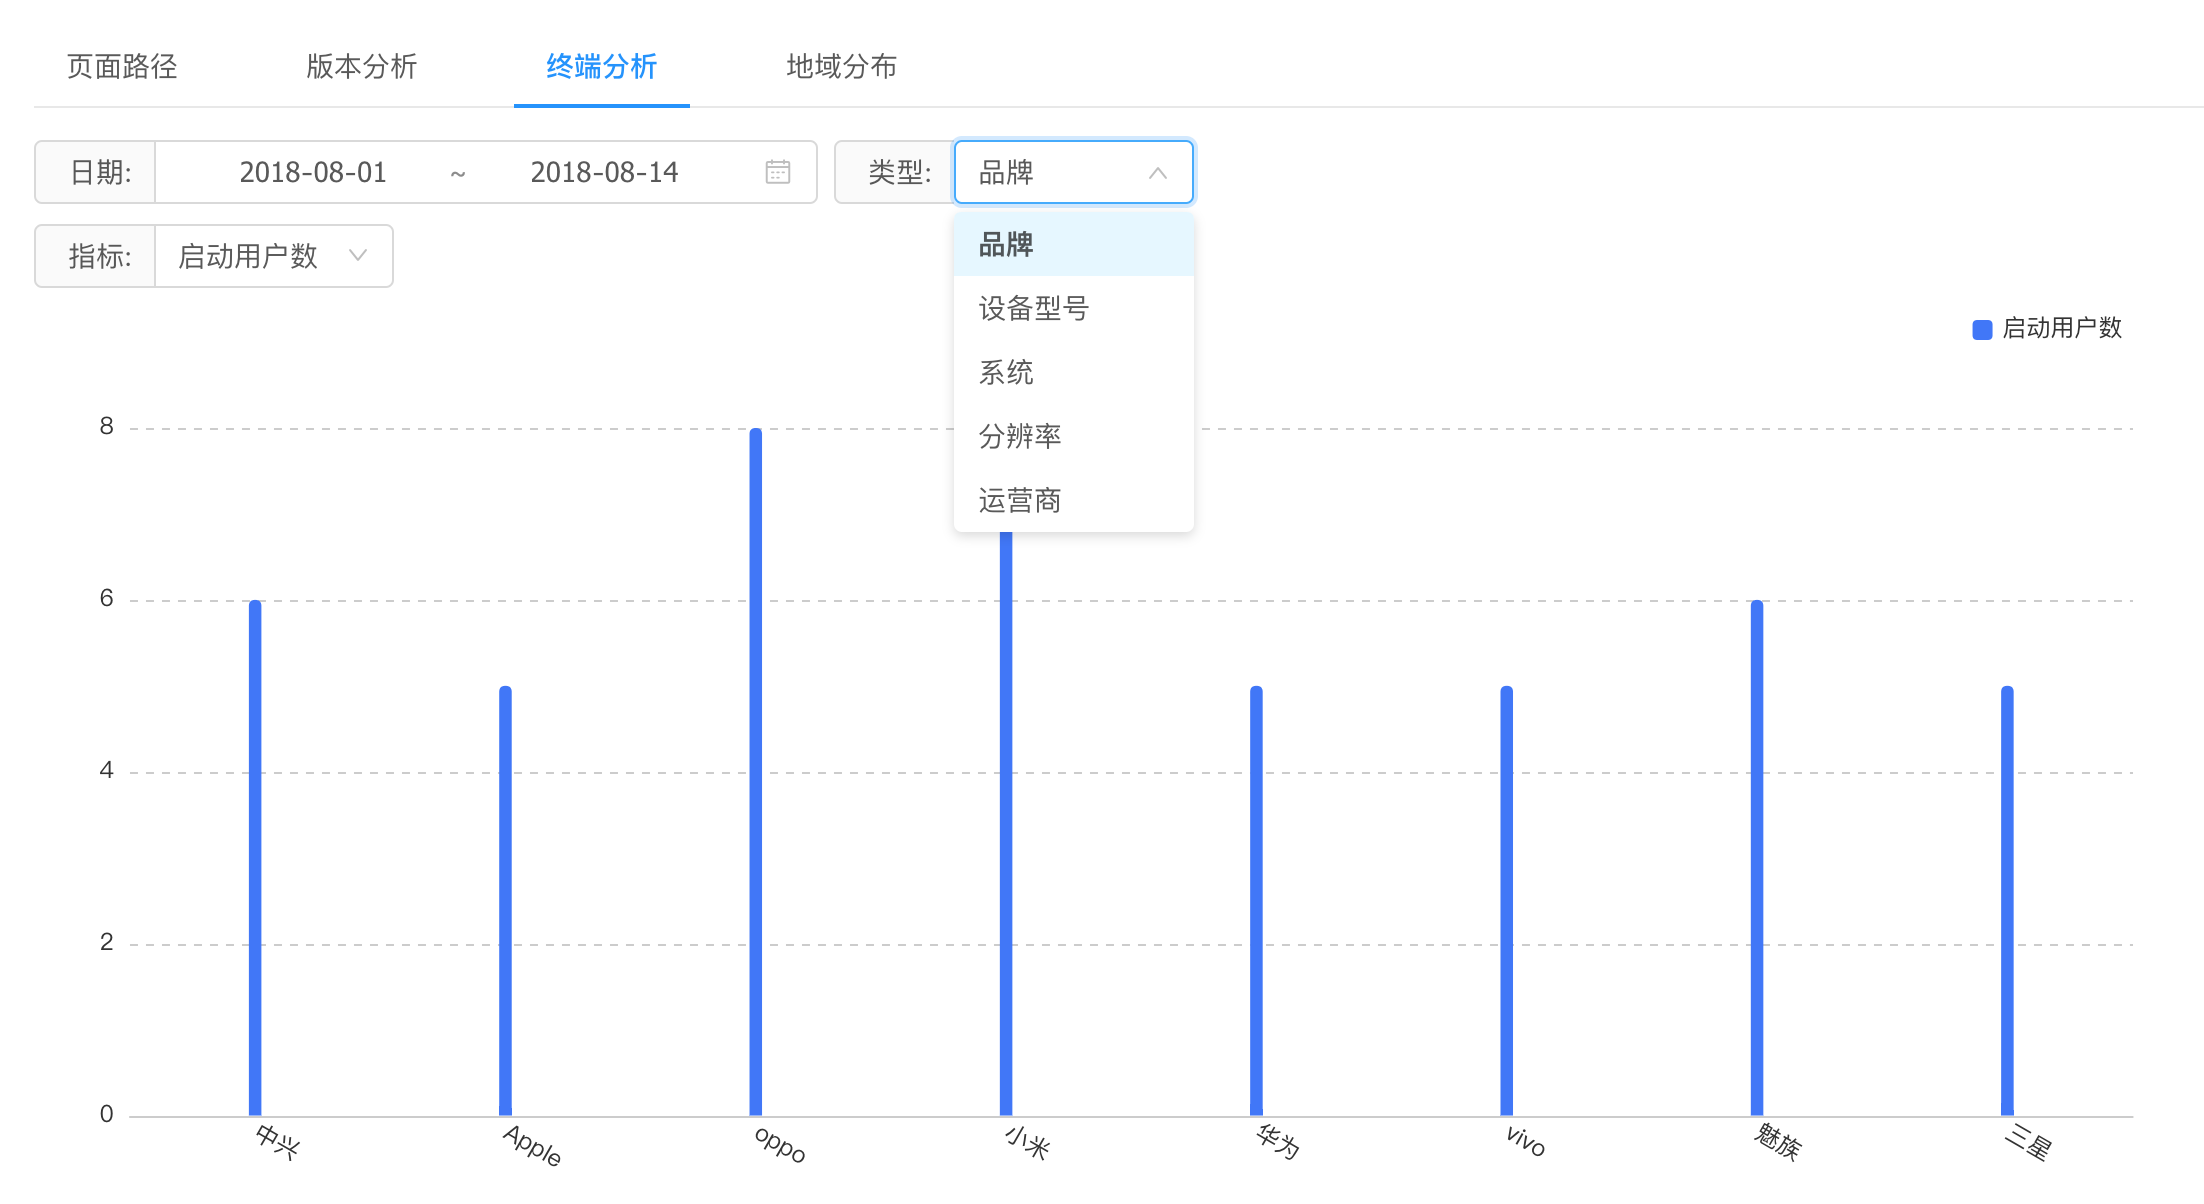 页面路径 版本分析 终端分析 地域分布
日期: 2018-08-01 ~ 2018-08-14 类型: 品牌
指标: 启动用户数
品牌
设备型号
系统
分辨率
运营商
启动用户数
8
6
4
2
0
中兴 Apple oppo 小米 华为 vivo 魅族 三星